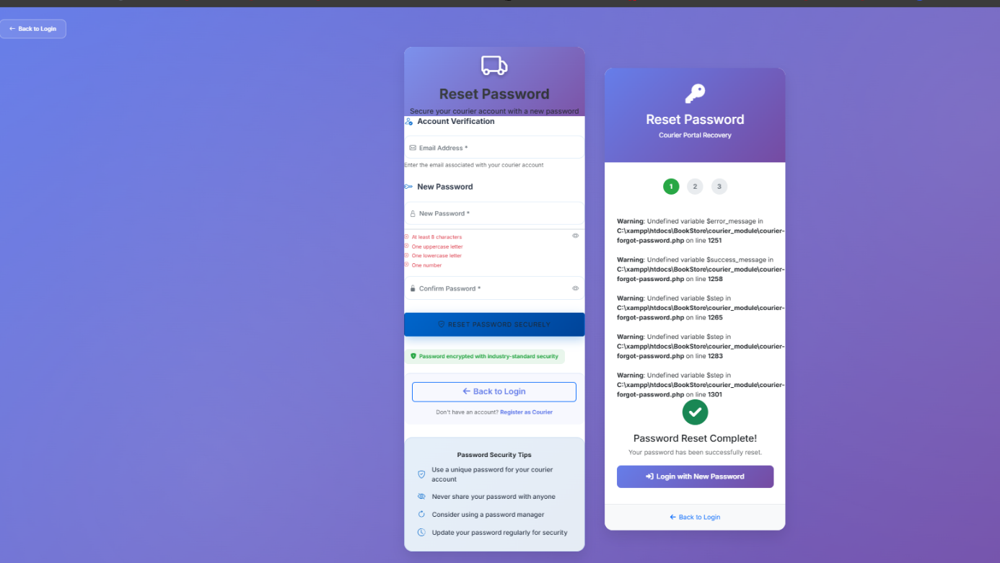 Back to Login
Reset Password
Secure your courier account with a new password
Account Verification
Email Address *
Enter the email associated with your courier account
New Password
New Password *
At least 8 characters
One uppercase letter
One lowercase letter
One number
Confirm Password *
RESET PASSWORD SECURELY
Password encrypted with industry-standard security
Back to Login
Don't have an account? Register as Courier
Password Security Tips
Use a unique password for your courier
account
Never share your password with anyone
Consider using a password manager
Update your password regularly for security
Reset Password
Courier Portal Recovery
1 2 3
Warning: Undefined variable $error_message in
C:\xampp\htdocs\BookStore\courier_module\courier-
forgot-password.php on line 1251
Warning: Undefined variable $success_message in
C:\xampp\htdocs\BookStore\courier_module\courier-
forgot-password.php on line 1258
Warning: Undefined variable $step in
C:\xampp\htdocs\BookStore\courier_module\courier-
forgot-password.php on line 1265
Warning: Undefined variable $step in
C:\xampp\htdocs\BookStore\courier_module\courier-
forgot-password.php on line 1283
Warning: Undefined variable $step in
C:\xampp\htdocs\BookStore\courier_module\courier-
forgot-password.php on line 1301
Password Reset Complete!
Your password has been successfully reset.
Login with New Password
Back to Login